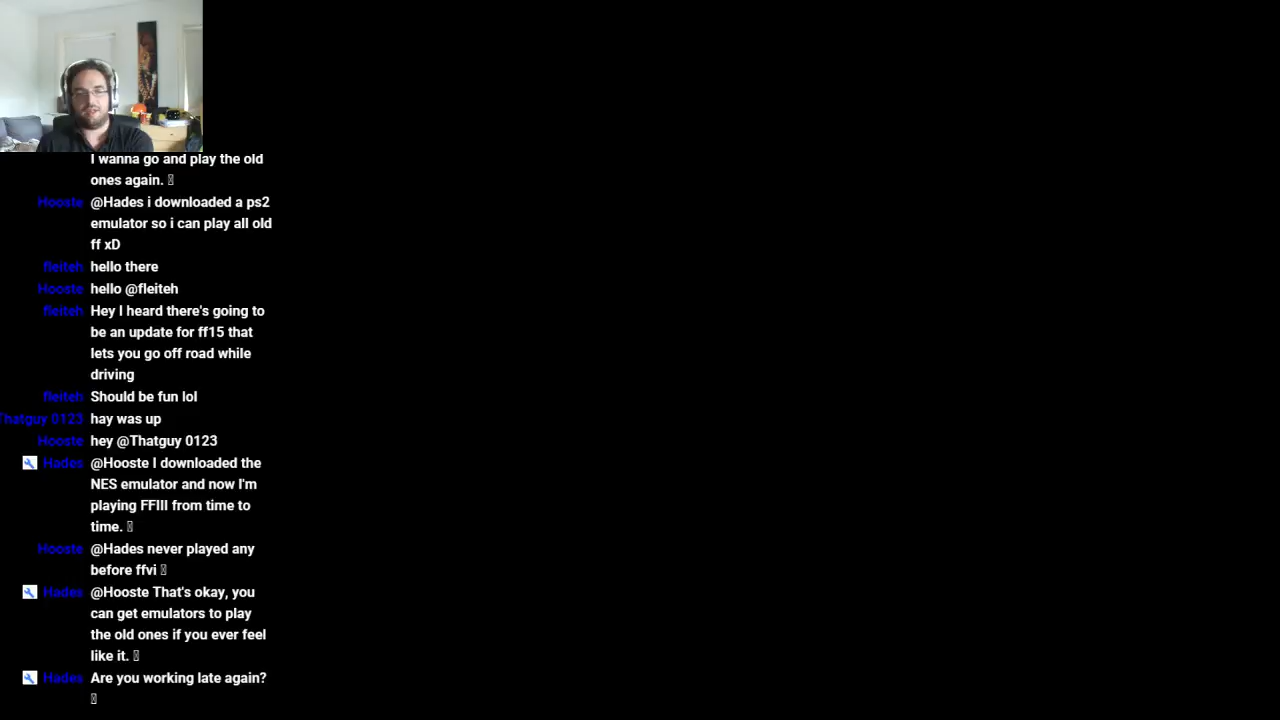 I wanna go and play the old
ones again.
Hooste @Hades i downloaded a ps2
emulator so i can play all old
ff xD
fleiteh hello there
Hooste hello @fleiteh
fleiteh Hey I heard there's going to
be an update for ff15 that
lets you go off road while
driving
fleiteh Should be fun lol
Thatguy 0123 hay was up
Hooste hey @Thatguy 0123
Hades @Hooste I downloaded the
NES emulator and now I'm
playing FFIII from time to
time.
Hooste @Hades never played any
before ffvi
Hades @Hooste That's okay, you
can get emulators to play
the old ones if you ever feel
like it.
Hades Are you working late again?